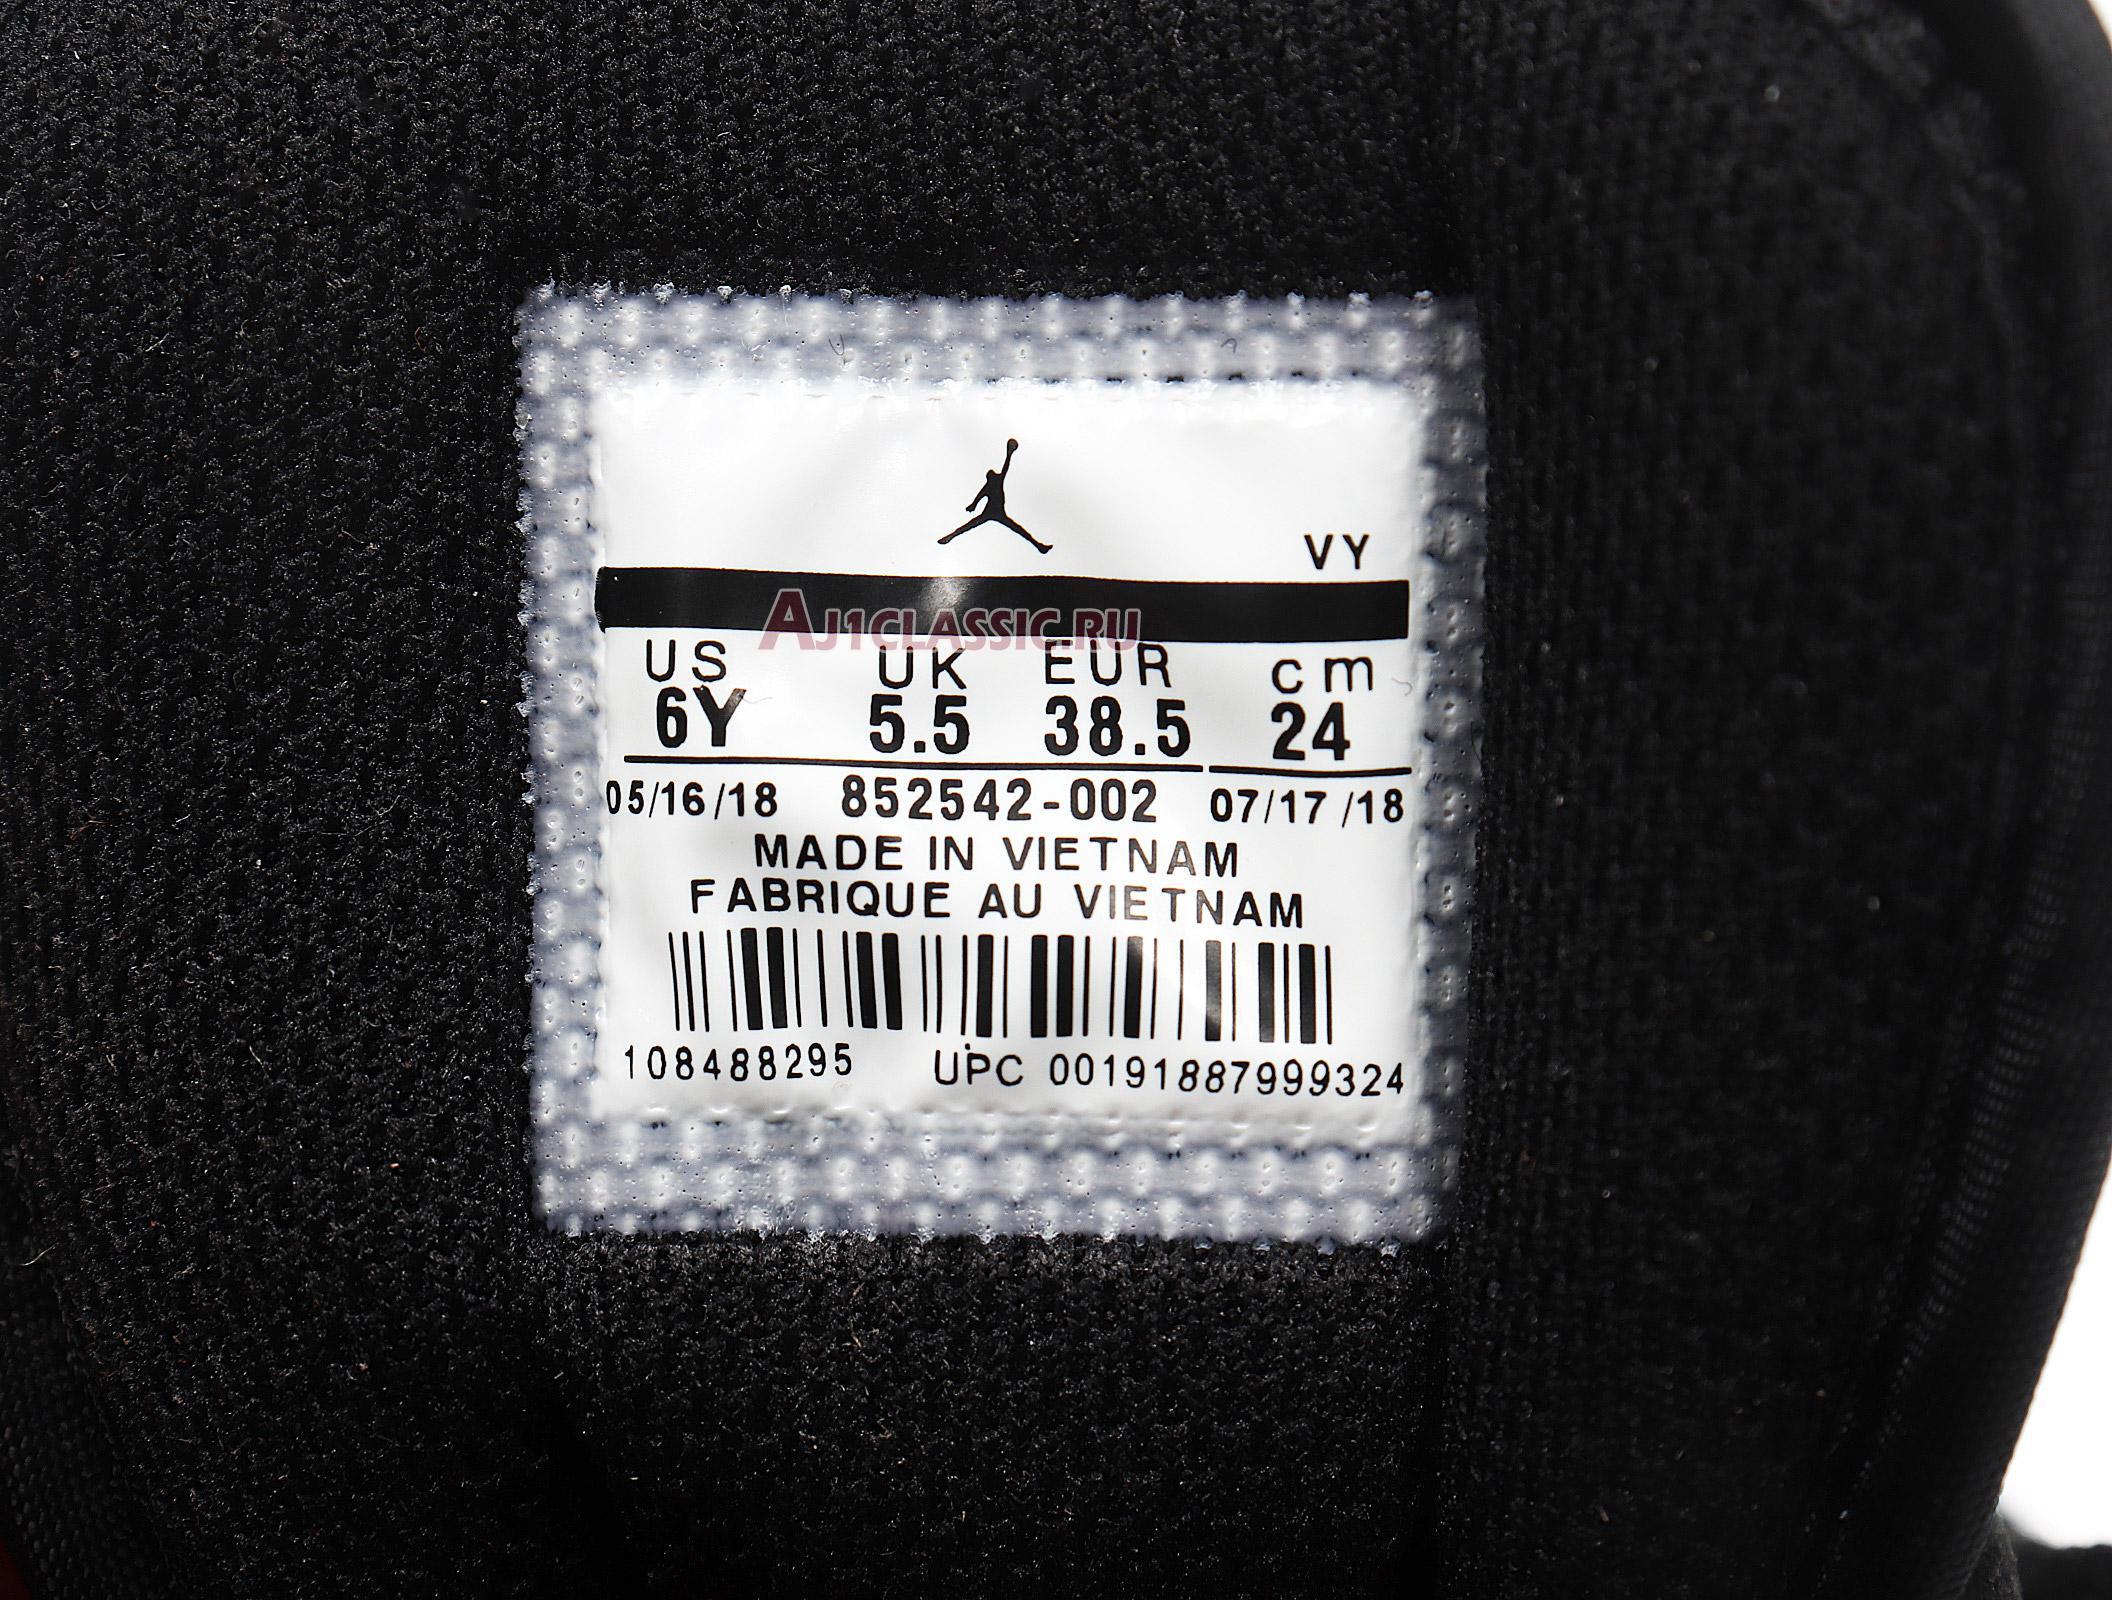 VY
AJ1CLASSIC.RU
US UK EUR cm
6Y 5.5 38.5 24
05/16/18 852542-002 07/17/18
MADE IN VIETNAM
FABRIQUE AU VIETNAM
108488295 UPC 00191887999324